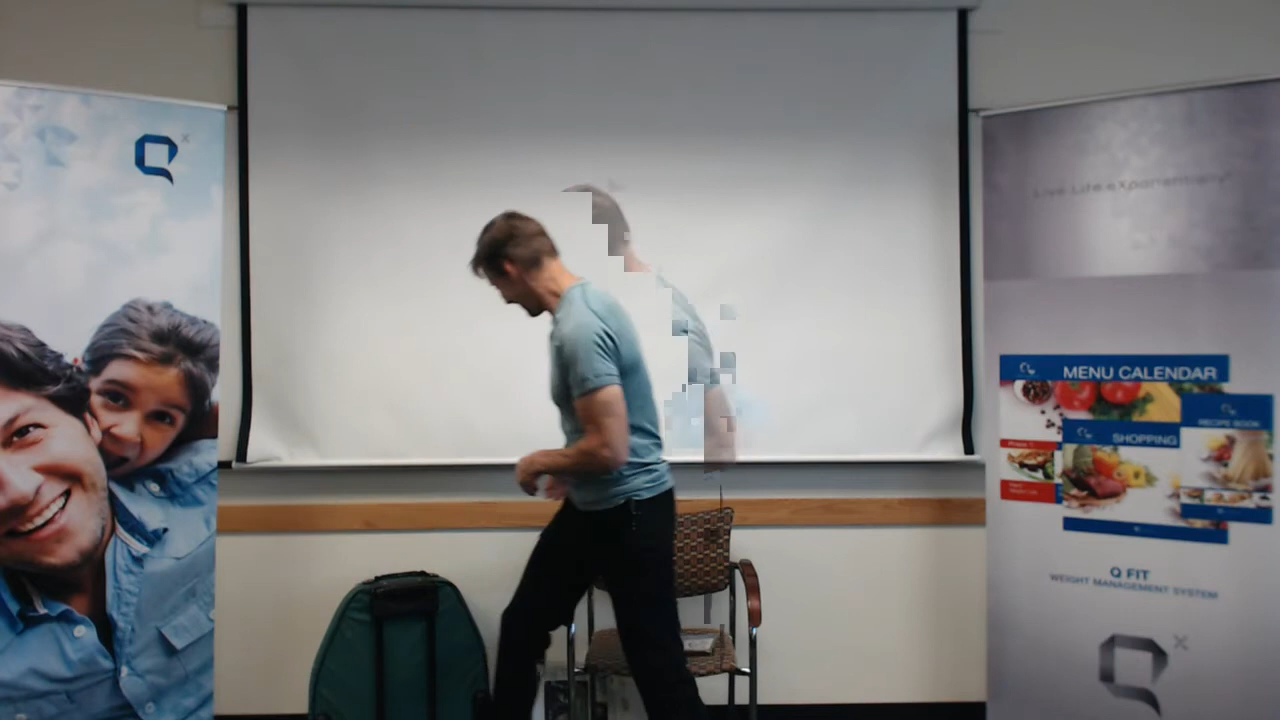 Live Life exponentially
MENU CALENDAR
SHOPPING
RECIPE BOOK
Q FIT
WEIGHT MANAGEMENT SYSTEM